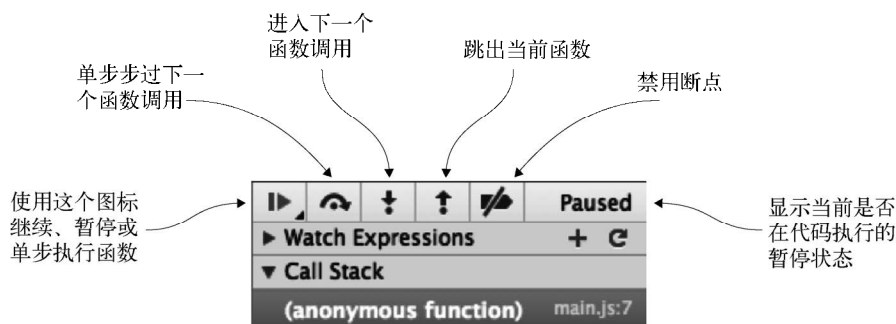 进入下一个
函数调用
跳出当前函数
单步步过下一
个函数调用
禁用断点
使用这个图标
继续、暂停或
单步执行函数
Paused
显示当前是否
在代码执行的
暂停状态
Watch Expressions
Call Stack
(anonymous function) main.js:7